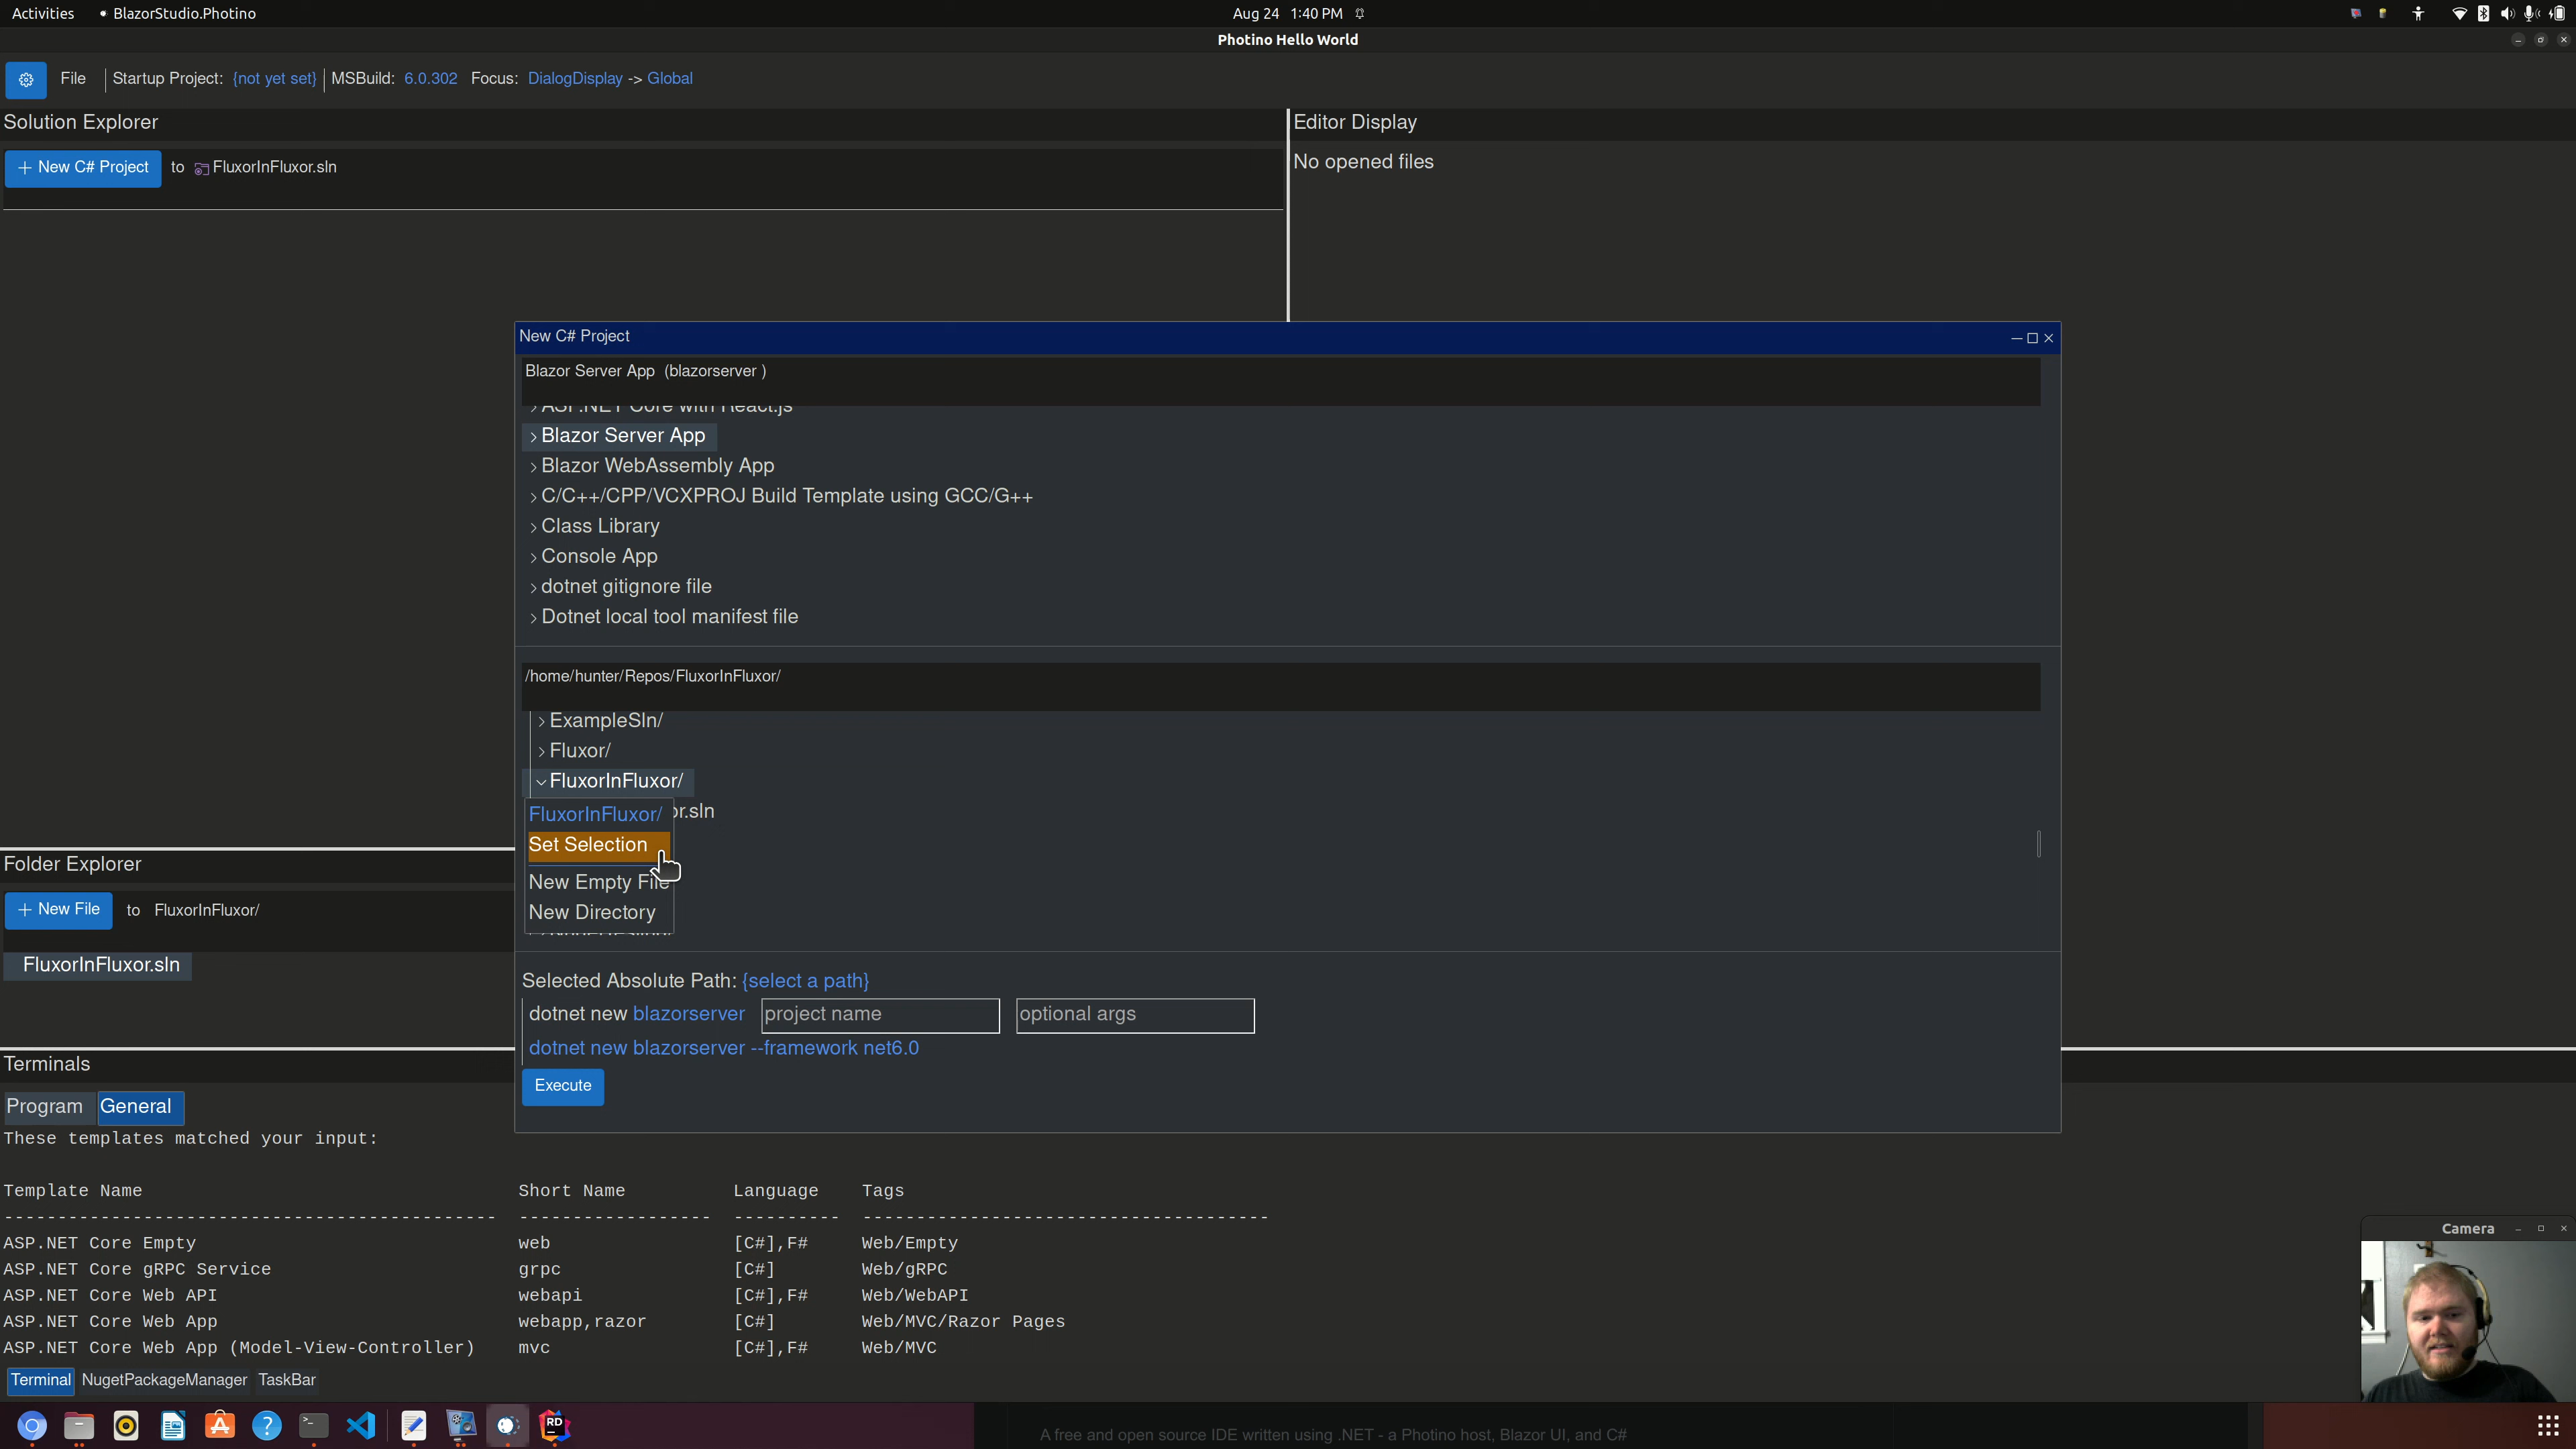 Activities BlazorStudio.Photino Aug 24 1:40 PM
Photino Hello World
File Startup Project: {not yet set} MSBuild: 6.0.302 Focus: DialogDisplay -> Global
Solution Explorer
+ New C# Project to FluxorInFluxor.sln
Editor Display
No opened files
New C# Project
Blazor Server App (blazorserver )
ASP.NET Core with React.js
Blazor Server App
Blazor WebAssembly App
C/C++/CPP/VCXPROJ Build Template using GCC/G++
Class Library
Console App
dotnet gitignore file
Dotnet local tool manifest file
/home/hunter/Repos/FluxorInFluxor/
ExampleSln/
Fluxor/
FluxorInFluxor/
or.sln
FluxorInFluxor/
Set Selection
New Empty File
New Directory
Selected Absolute Path: {select a path}
dotnet new blazorserver project name optional args
dotnet new blazorserver --framework net6.0
Execute
Folder Explorer
+ New File to FluxorInFluxor/
FluxorInFluxor.sln
Terminals
Program General
These templates matched your input:
Template Name Short Name Language Tags
---------------------------------------------- ------------------ ---------- --------------------------------------
ASP.NET Core Empty web [C#],F# Web/Empty
ASP.NET Core gRPC Service grpc [C#] Web/gRPC
ASP.NET Core Web API webapi [C#],F# Web/WebAPI
ASP.NET Core Web App webapp,razor [C#] Web/MVC/Razor Pages
ASP.NET Core Web App (Model-View-Controller) mvc [C#],F# Web/MVC
Terminal NugetPackageManager TaskBar
Camera
RD
A free and open source IDE written using .NET - a Photino host, Blazor UI, and C#